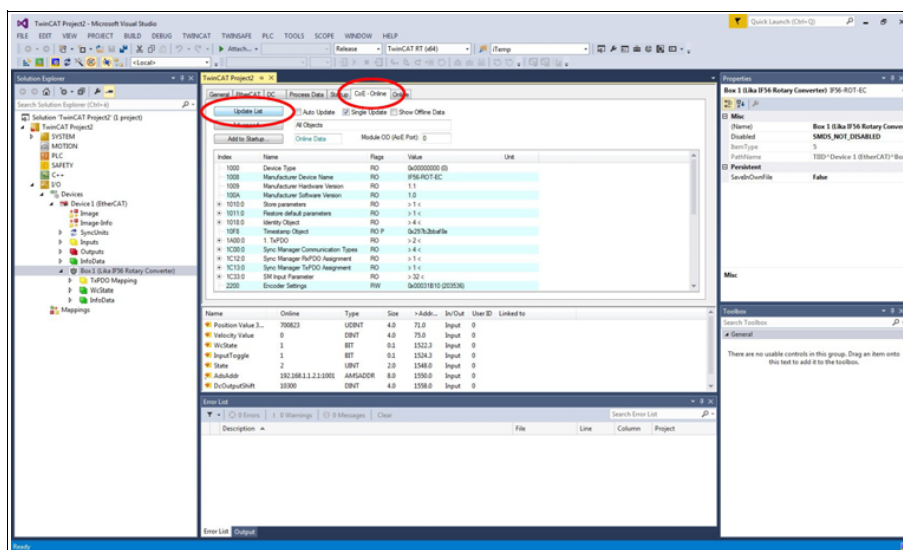 TwinCAT Project2 - Microsoft Visual Studio
Quick Launch (Ctrl+Q)
FILE EDIT VIEW PROJECT BUILD DEBUG TWINCAT TWINSAFE PLC TOOLS SCOPE WINDOW HELP
Attach... Release TwinCAT RT (x64) iTemp
<Local>
Solution Explorer
Search Solution Explorer (Ctrl+è)
Solution 'TwinCAT Project2' (1 project)
TwinCAT Project2
SYSTEM
MOTION
PLC
SAFETY
C++
I/O
Devices
Device 1 (EtherCAT)
Image
Image-Info
SyncUnits
Inputs
Outputs
InfoData
Box 1 (Lika IF56 Rotary Converter)
TxPDO Mapping
WcState
InfoData
Mappings
TwinCAT Project2
General EtherCAT DC Process Data Startup CoE - Online Online
Update List Auto Update Single Update Show Offline Data
Advanced... All Objects
Add to Startup... Online Data Module OD (AoE Port): 0
Index Name Flags Value Unit
1000 Device Type RO 0x00000000 (0)
1008 Manufacturer Device Name RO IF56-ROT-EC
1009 Manufacturer Hardware Version RO 1.1
100A Manufacturer Software Version RO 1.0
1010:0 Store parameters RO > 1 <
1011:0 Restore default parameters RO > 1 <
1018:0 Identity Object RO > 4 <
10F8 Timestamp Object RO P
1A00:0 1. TxPDO RO > 2 <
1C00:0 Sync Manager Communication Types RO > 4 <
1C12:0 Sync Manager RxPDO Assignment RO > 1 <
1C13:0 Sync Manager TxPDO Assignment RO > 1 <
1C33:0 SM Input Parameter RO > 32 <
2200 Encoder Settings RW 0x00031B10 (203536)
Name Online Type Size >Addr... In/Out User ID Linked to
Position Value 3... 700823 UDINT 4.0 71.0 Input 0
Velocity Value 0 DINT 4.0 75.0 Input 0
WcState 1 BIT 0.1 1522.3 Input 0
InputToggle 1 BIT 0.1 1524.3 Input 0
State 2 UINT 2.0 1548.0 Input 0
AdsAddr 192.168.1.1.2.1:1001 AMSADDR 8.0 1550.0 Input 0
DcOutputShift 10300 DINT 4.0 1558.0 Input 0
Error List
0 Errors 0 Warnings 0 Messages Clear Search Error List
Description File Line Column Project
Error List Output
Properties
Box 1 (Lika IF56 Rotary Converter) IF56-ROT-EC
Misc
(Name) Box 1 (Lika IF56 Rotary Conver
Disabled SMDS_NOT_DISABLED
ItemType 5
PathName TIID^Device 1 (EtherCAT)^Bo
Persistent
SaveInOwnFile False
Misc
Toolbox
Search Toolbox
General
There are no usable controls in this group. Drag an item onto
this text to add it to the toolbox.
Ready